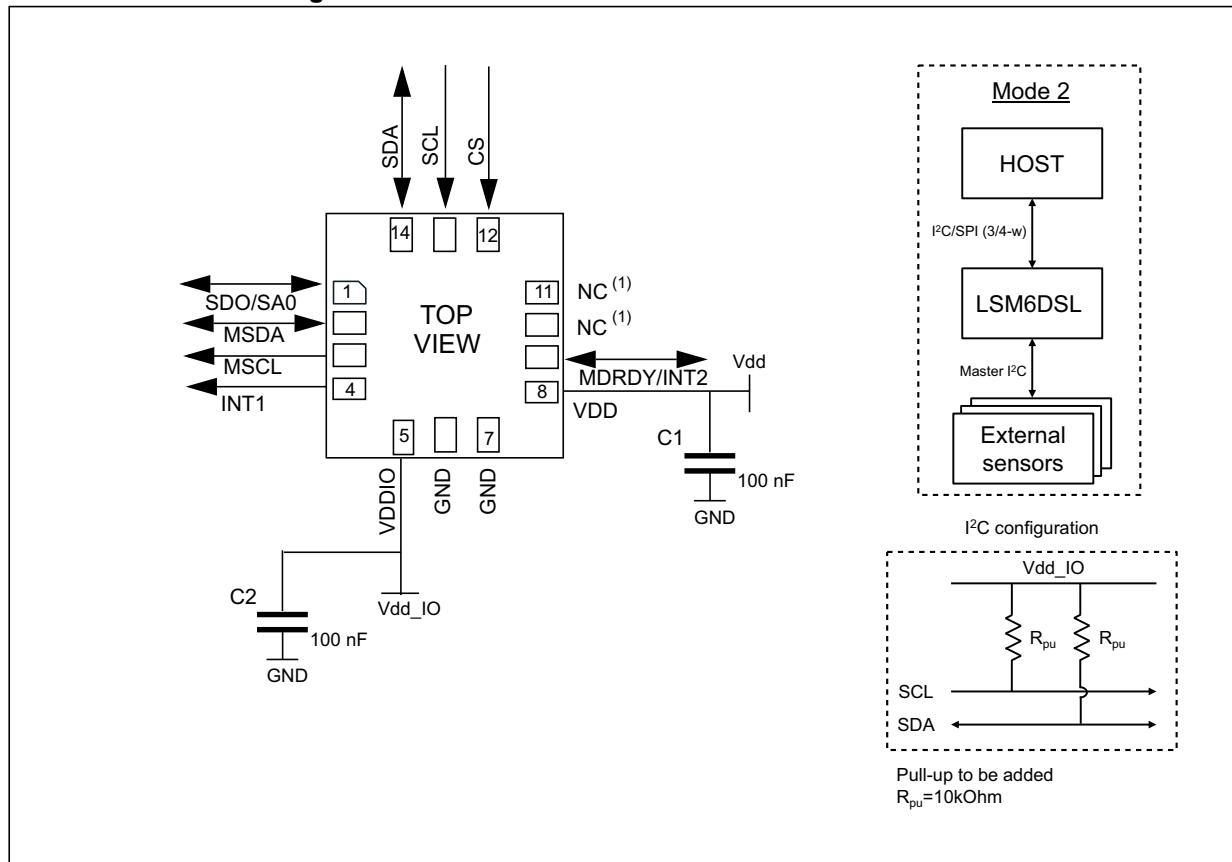 SDA
SCL
CS
14
12
1
11
NC (1)
SDO/SA0
TOP
VIEW
NC (1)
MSDA
MSCL
MDRDY/INT2
Vdd
4
8
INT1
VDD
5
7
C1
100 nF
GND
VDDIO
GND
GND
C2
100 nF
GND
Vdd_IO
Mode 2
HOST
I²C/SPI (3/4-w)
LSM6DSL
Master I²C
External
sensors
I²C configuration
Vdd_IO
Rpu
Rpu
SCL
SDA
Pull-up to be added
Rpu=10kOhm